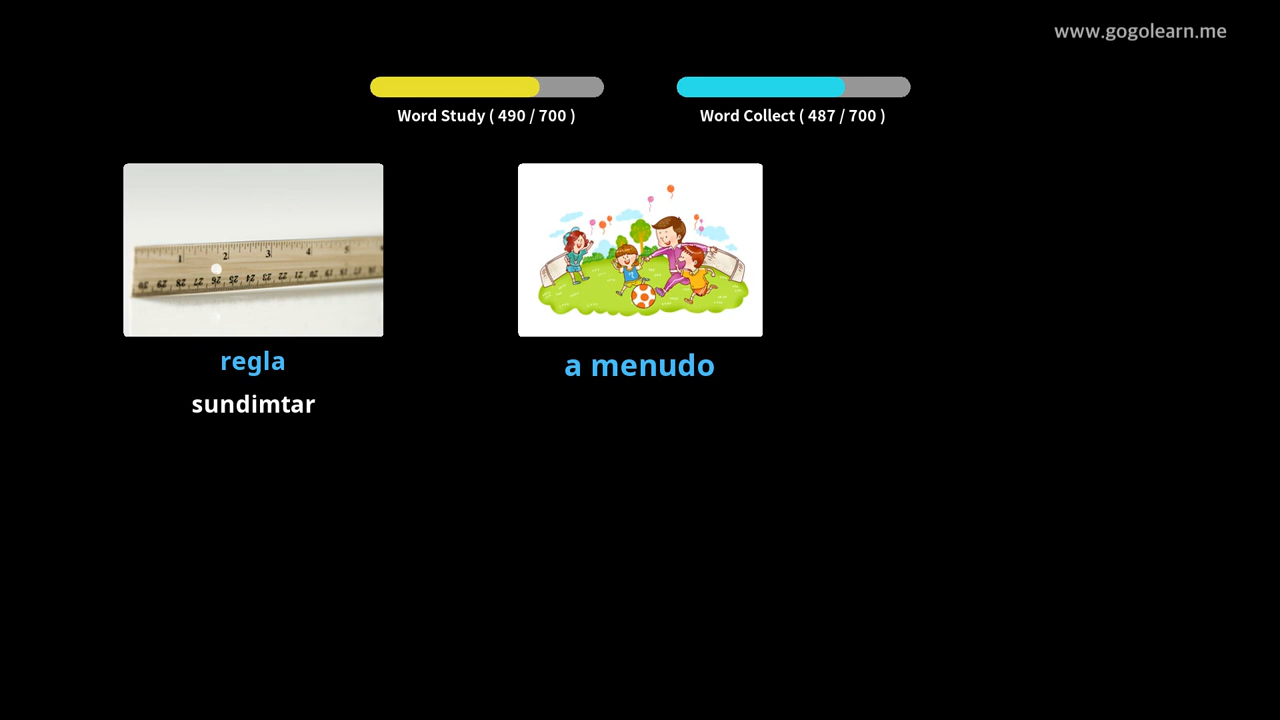 www.gogolearn.me
Word Study ( 490 / 700 )
Word Collect ( 487 / 700 )
regla
sundimtar
a menudo